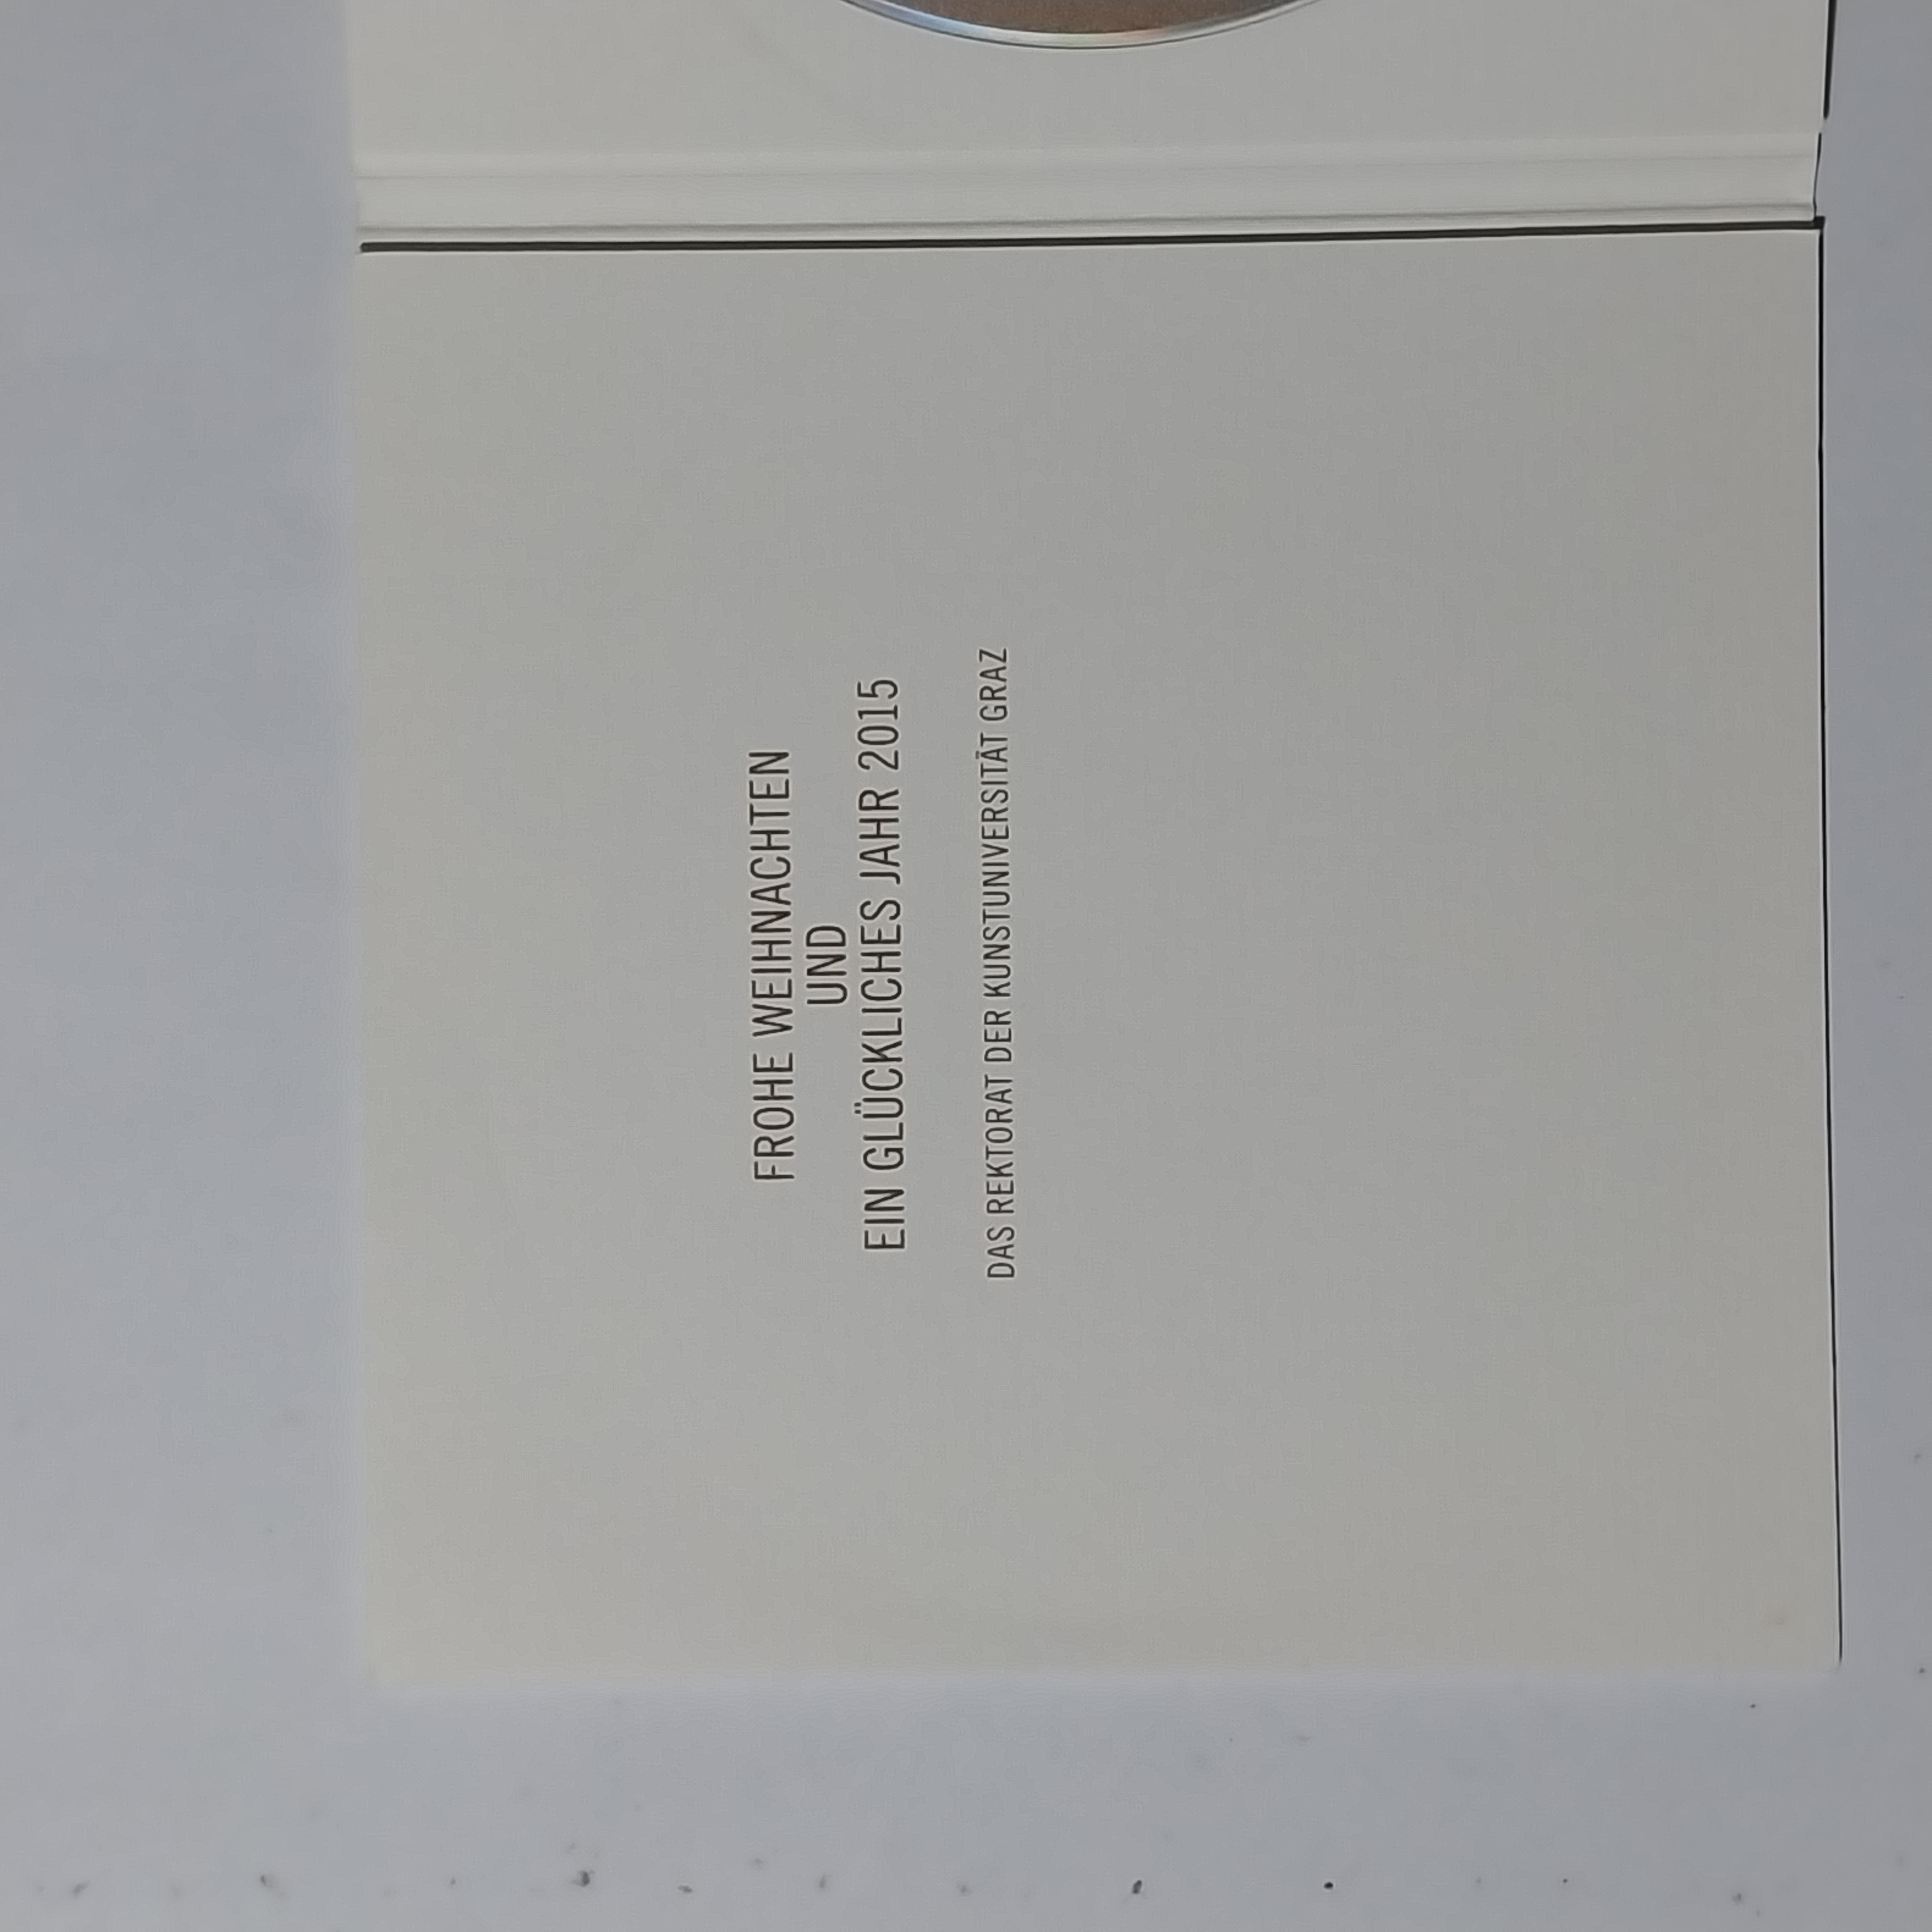 FROHE WEIHNACHTEN
UND
EIN GLÜCKLICHES JAHR 2015
DAS REKTORAT DER KUNSTUNIVERSITÄT GRAZ